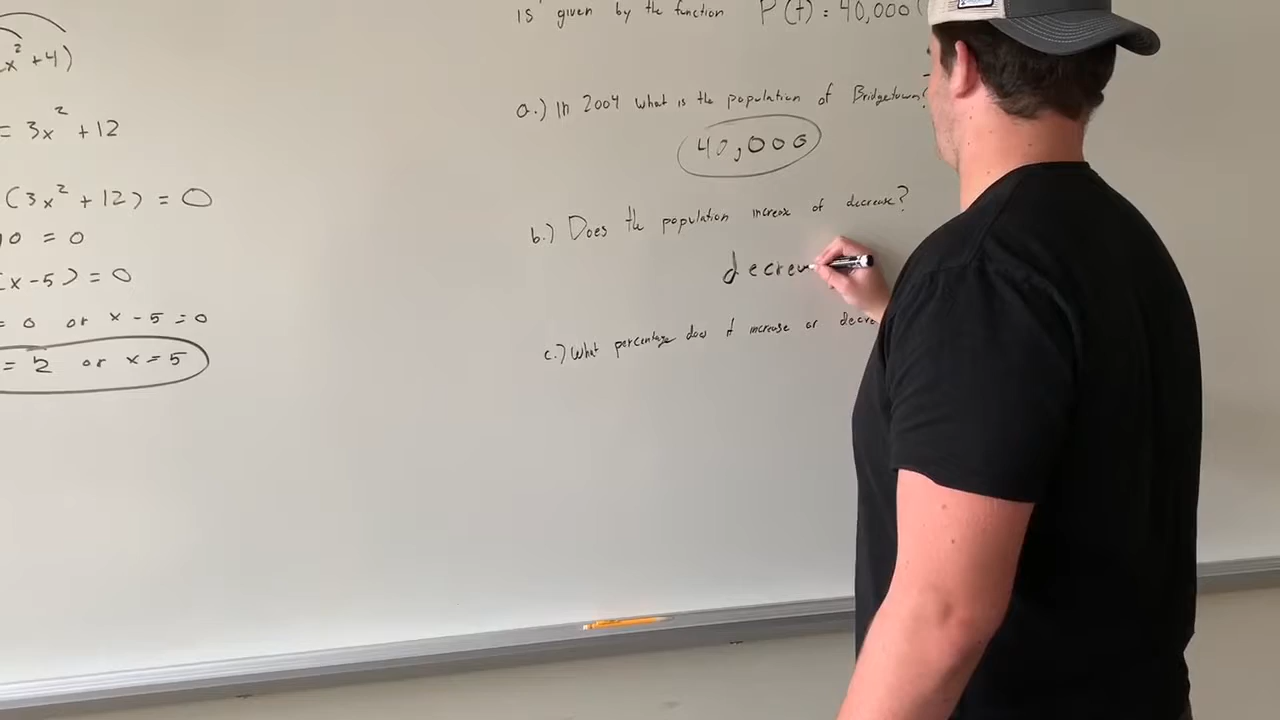 x² + 4)
= 3x² + 12
(3x² + 12) = 0
10 = 0
(x - 5) = 0
= 0 or x - 5 = 0
= 2 or x = 5
is given by the function P(t) = 40,000(
a.) In 2004 what is the population of Bridgetown?
40,000
b.) Does the population increase of decrease?
decrea
c.) What percentage does it increase or decre